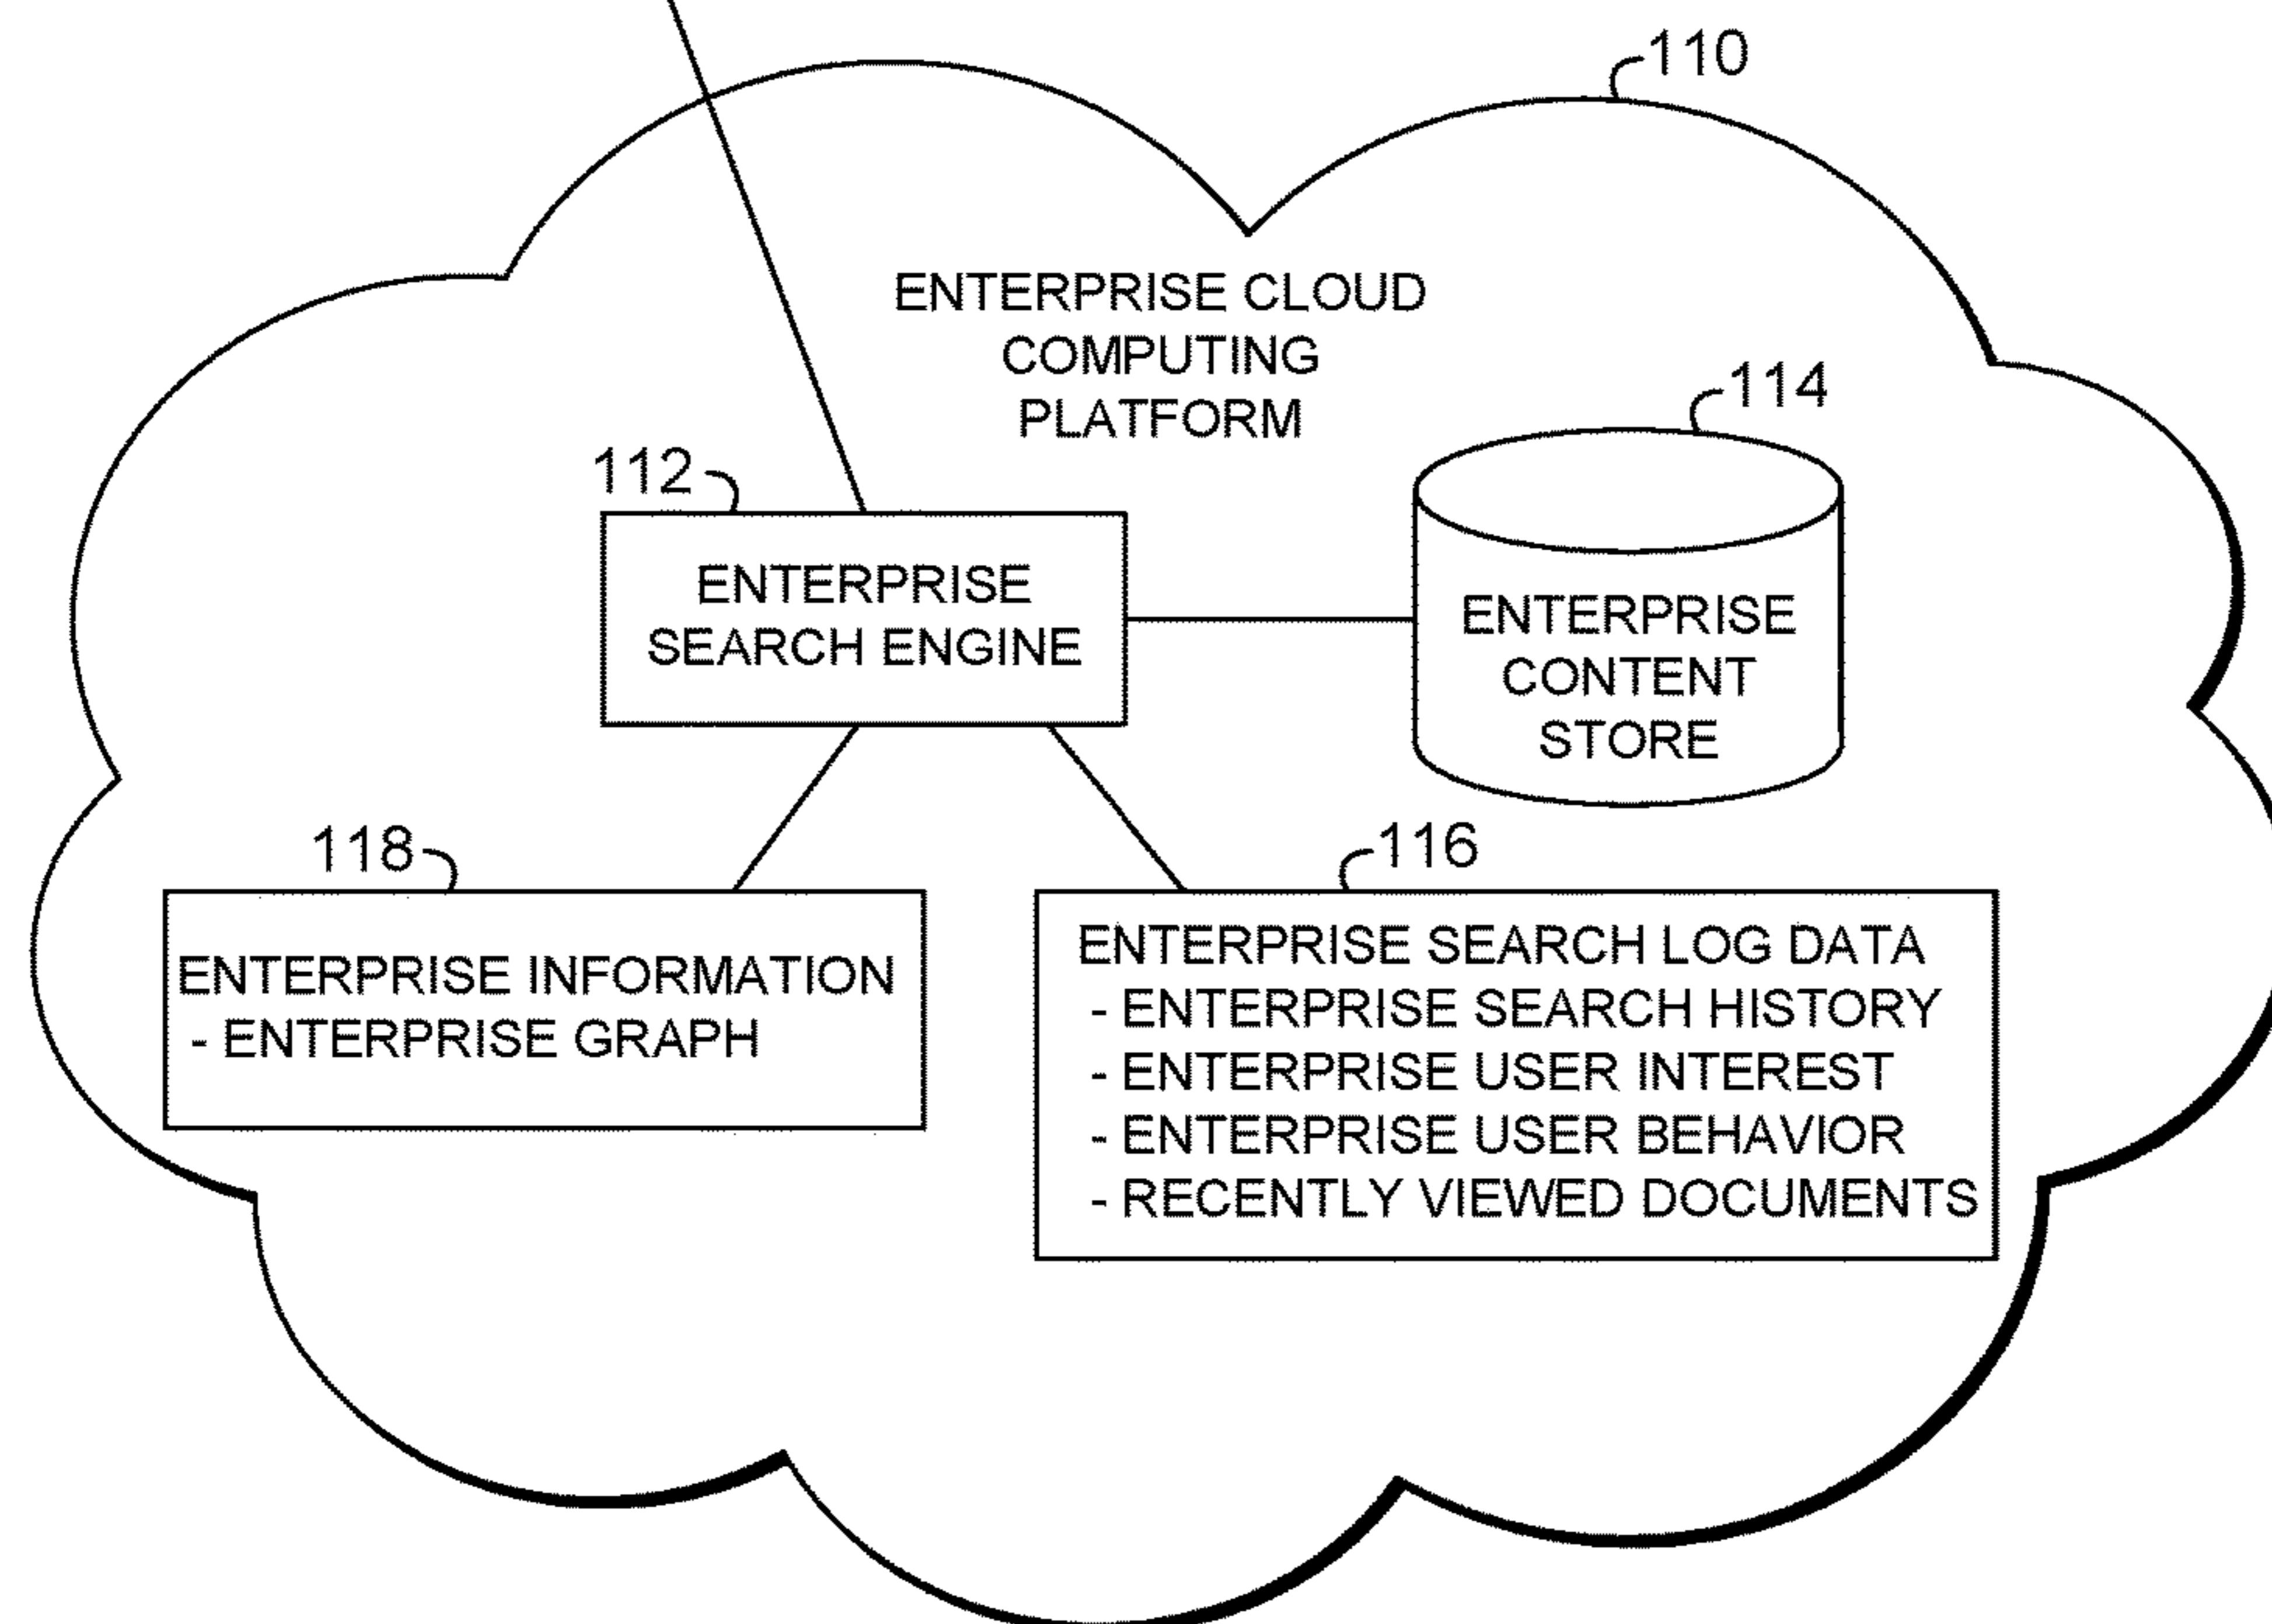 110
ENTERPRISE CLOUD
COMPUTING
PLATFORM
114
112
ENTERPRISE
SEARCH ENGINE
ENTERPRISE
CONTENT
STORE
118
116
ENTERPRISE INFORMATION
- ENTERPRISE GRAPH
ENTERPRISE SEARCH LOG DATA
- ENTERPRISE SEARCH HISTORY
- ENTERPRISE USER INTEREST
- ENTERPRISE USER BEHAVIOR
- RECENTLY VIEWED DOCUMENTS